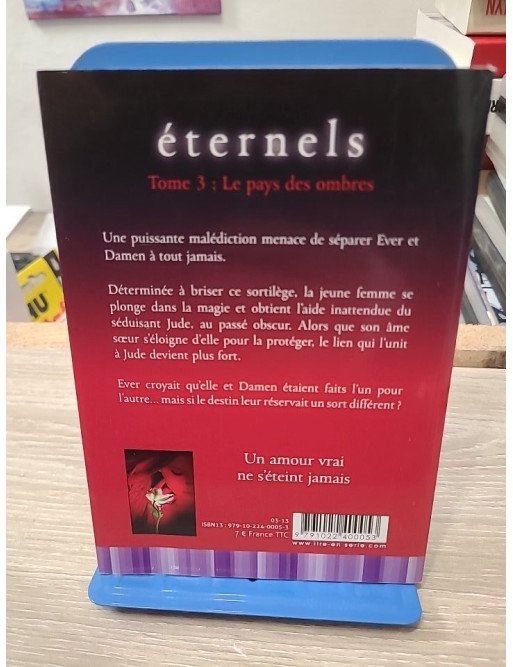 éternels
Tome 3 : Le pays des ombres
Une puissante malédiction menace de séparer Ever et
Damen à tout jamais.
Déterminée à briser ce sortilège, la jeune femme se
plonge dans la magie et obtient l'aide inattendue du
séduisant Jude, au passé obscur. Alors que son âme
sœur s'éloigne d'elle pour la protéger, le lien qui l'unit
à Jude devient plus fort.
Ever croyait qu'elle et Damen étaient faits l'un pour
l'autre... mais si le destin leur réservait un sort différent ?
Un amour vrai
ne s'éteint jamais
03-13
ISBN13 : 979-10-224-0005-3
7 € France TTC
9 791022 400053
www.lire-en-serie.com
4U